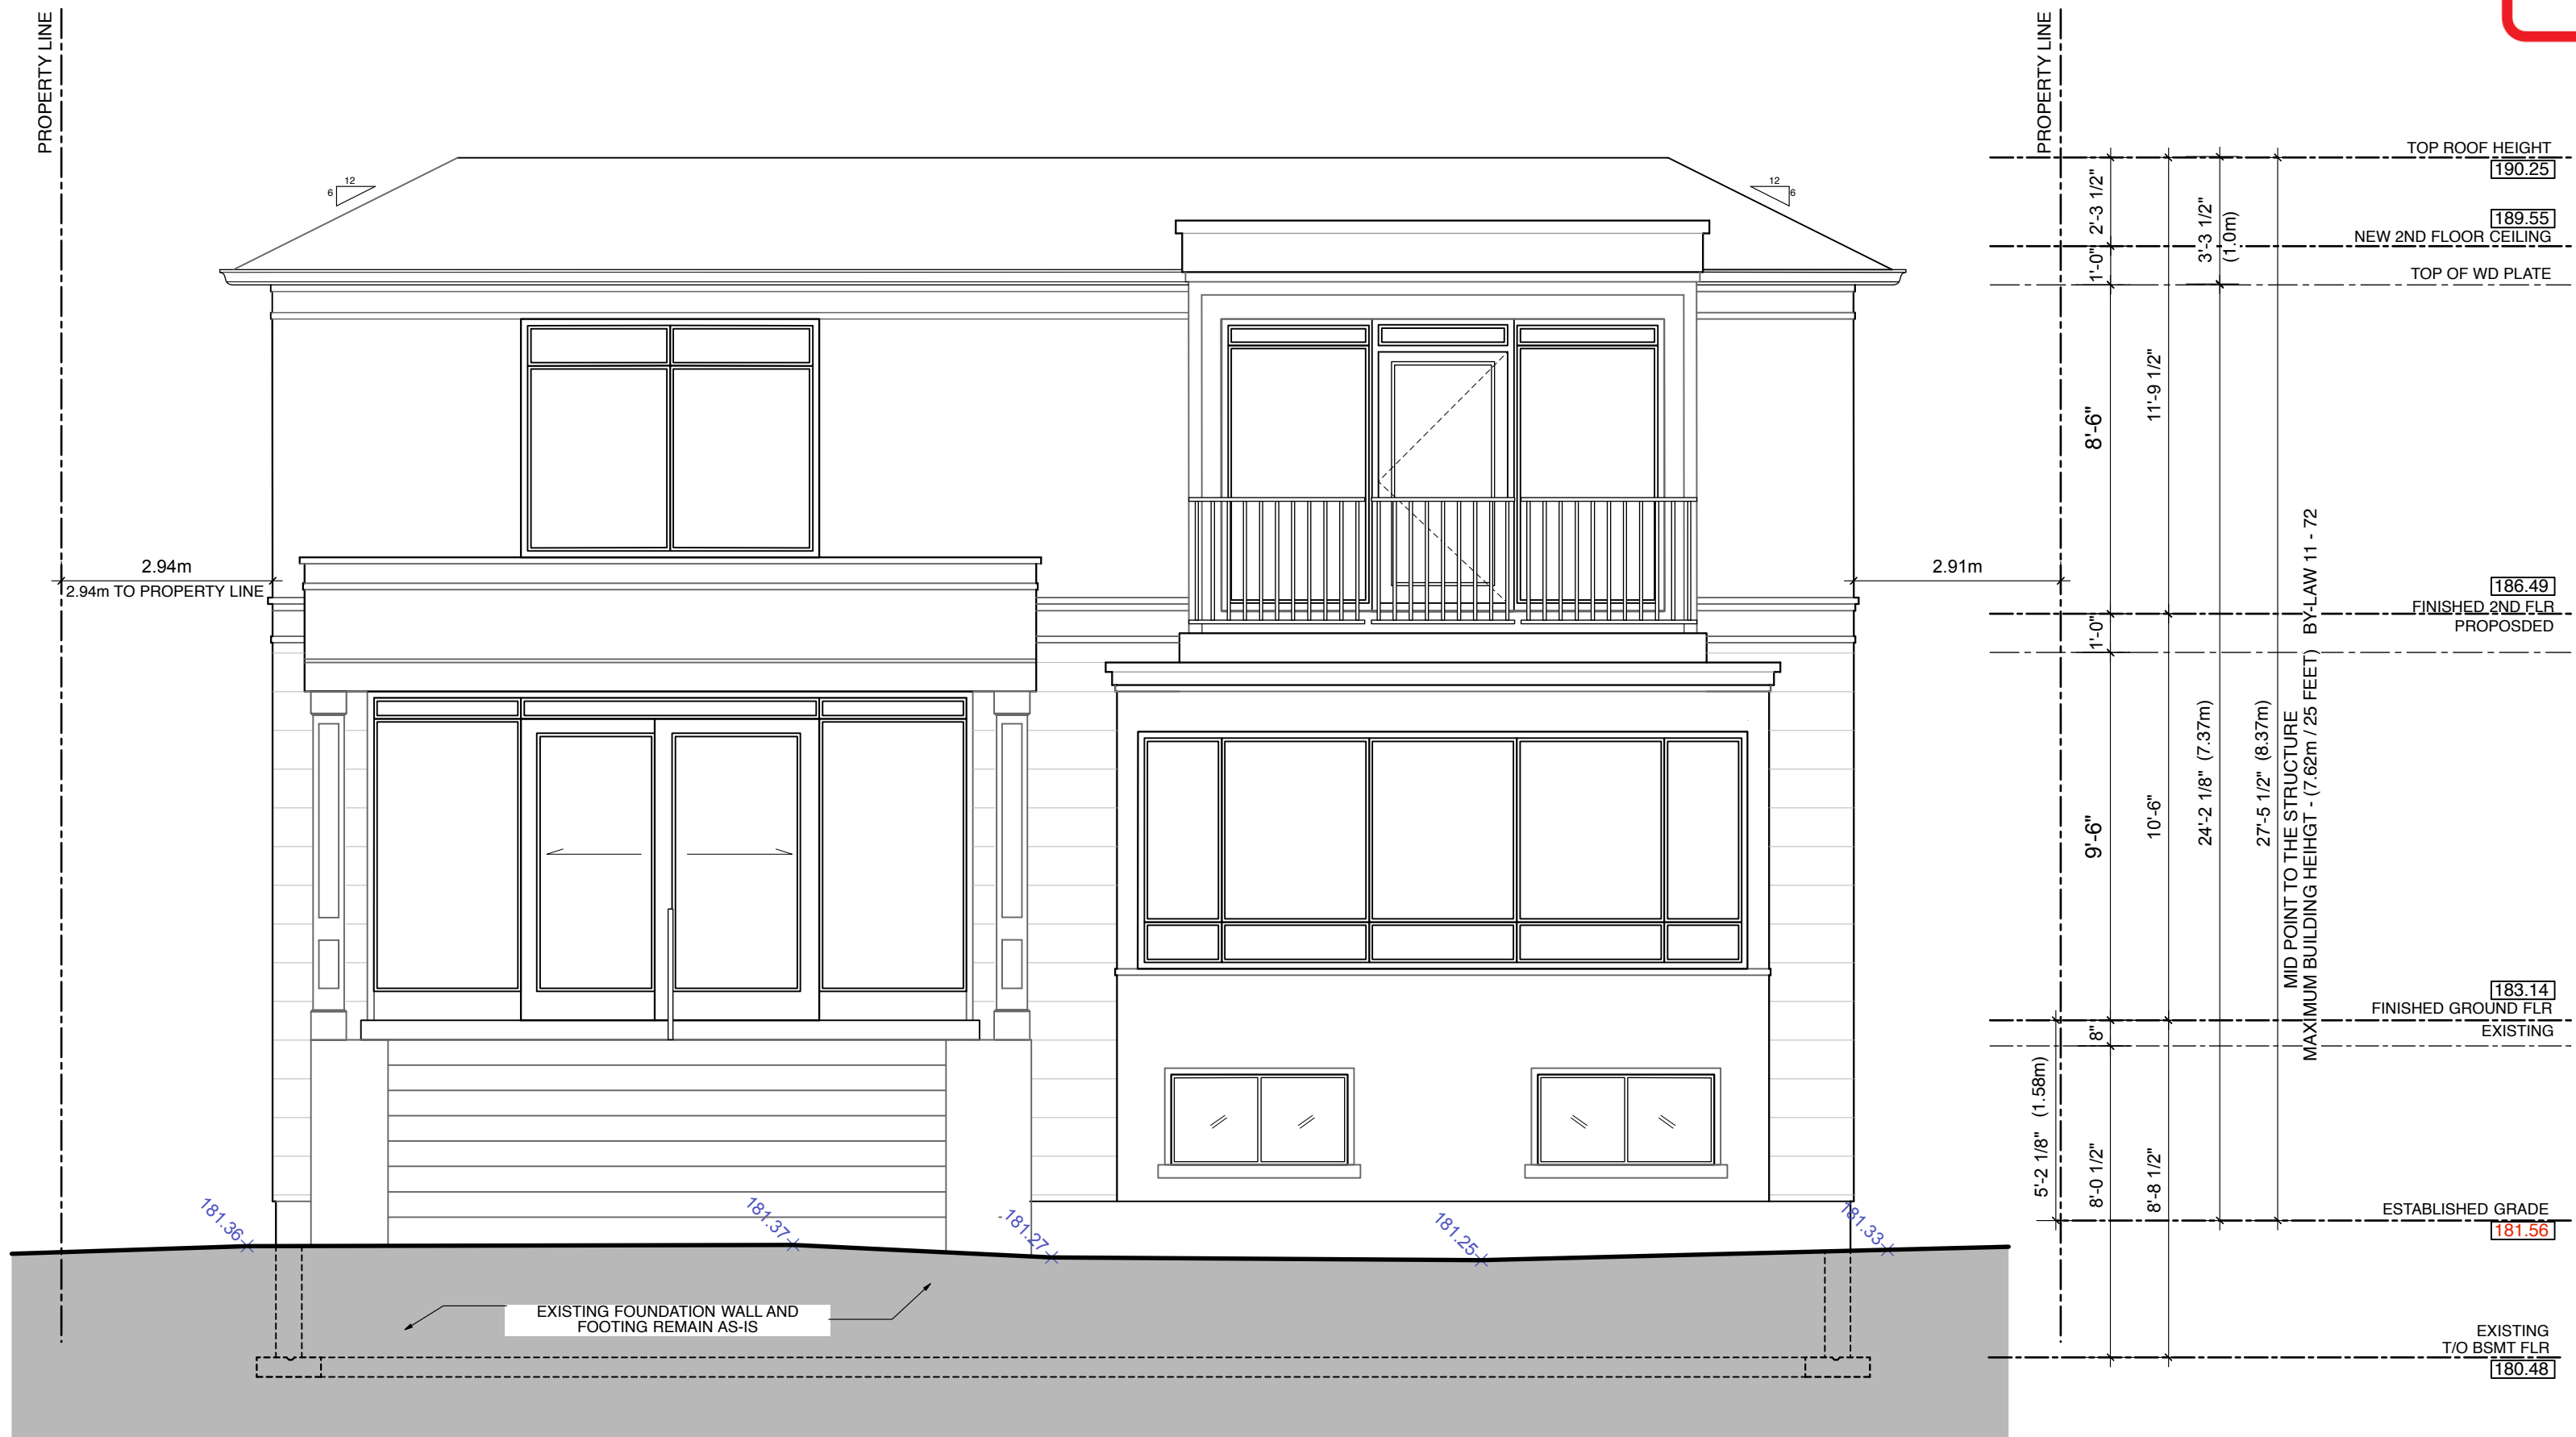 PROPERTY LINE
PROPERTY LINE
12
6
12
6
TOP ROOF HEIGHT
190.25
189.55
NEW 2ND FLOOR CEILING
TOP OF WD PLATE
2'-3 1/2"
1'-0"
3'-3 1/2"
(1.0m)
8'-6"
11'-9 1/2"
2.94m
2.94m TO PROPERTY LINE
2.91m
186.49
FINISHED 2ND FLR
PROPOSDED
1'-0"
9'-6"
10'-6"
24'-2 1/8" (7.37m)
27'-5 1/2" (8.37m)
MID POINT TO THE STRUCTURE
MAXIMUM BUILDING HEIHGT - (7.62m / 25 FEET) BY-LAW 11 - 72
183.14
FINISHED GROUND FLR
EXISTING
8"
5'-2 1/8" (1.58m)
8'-0 1/2"
8'-8 1/2"
ESTABLISHED GRADE
181.56
181.36
181.37
181.27
181.25
181.33
EXISTING FOUNDATION WALL AND
FOOTING REMAIN AS-IS
EXISTING
T/O BSMT FLR
180.48